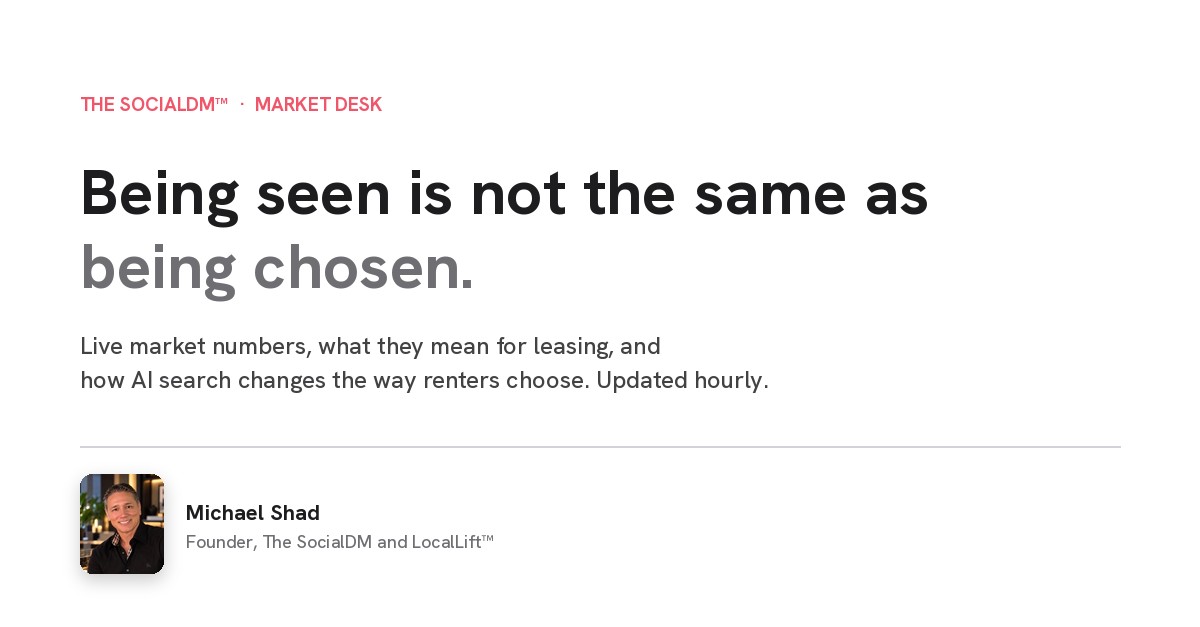 THE SOCIALDM™ · MARKET DESK
Being seen is not the same as
being chosen.
Live market numbers, what they mean for leasing, and
how AI search changes the way renters choose. Updated hourly.
Michael Shad
Founder, The SocialDM and LocalLift™